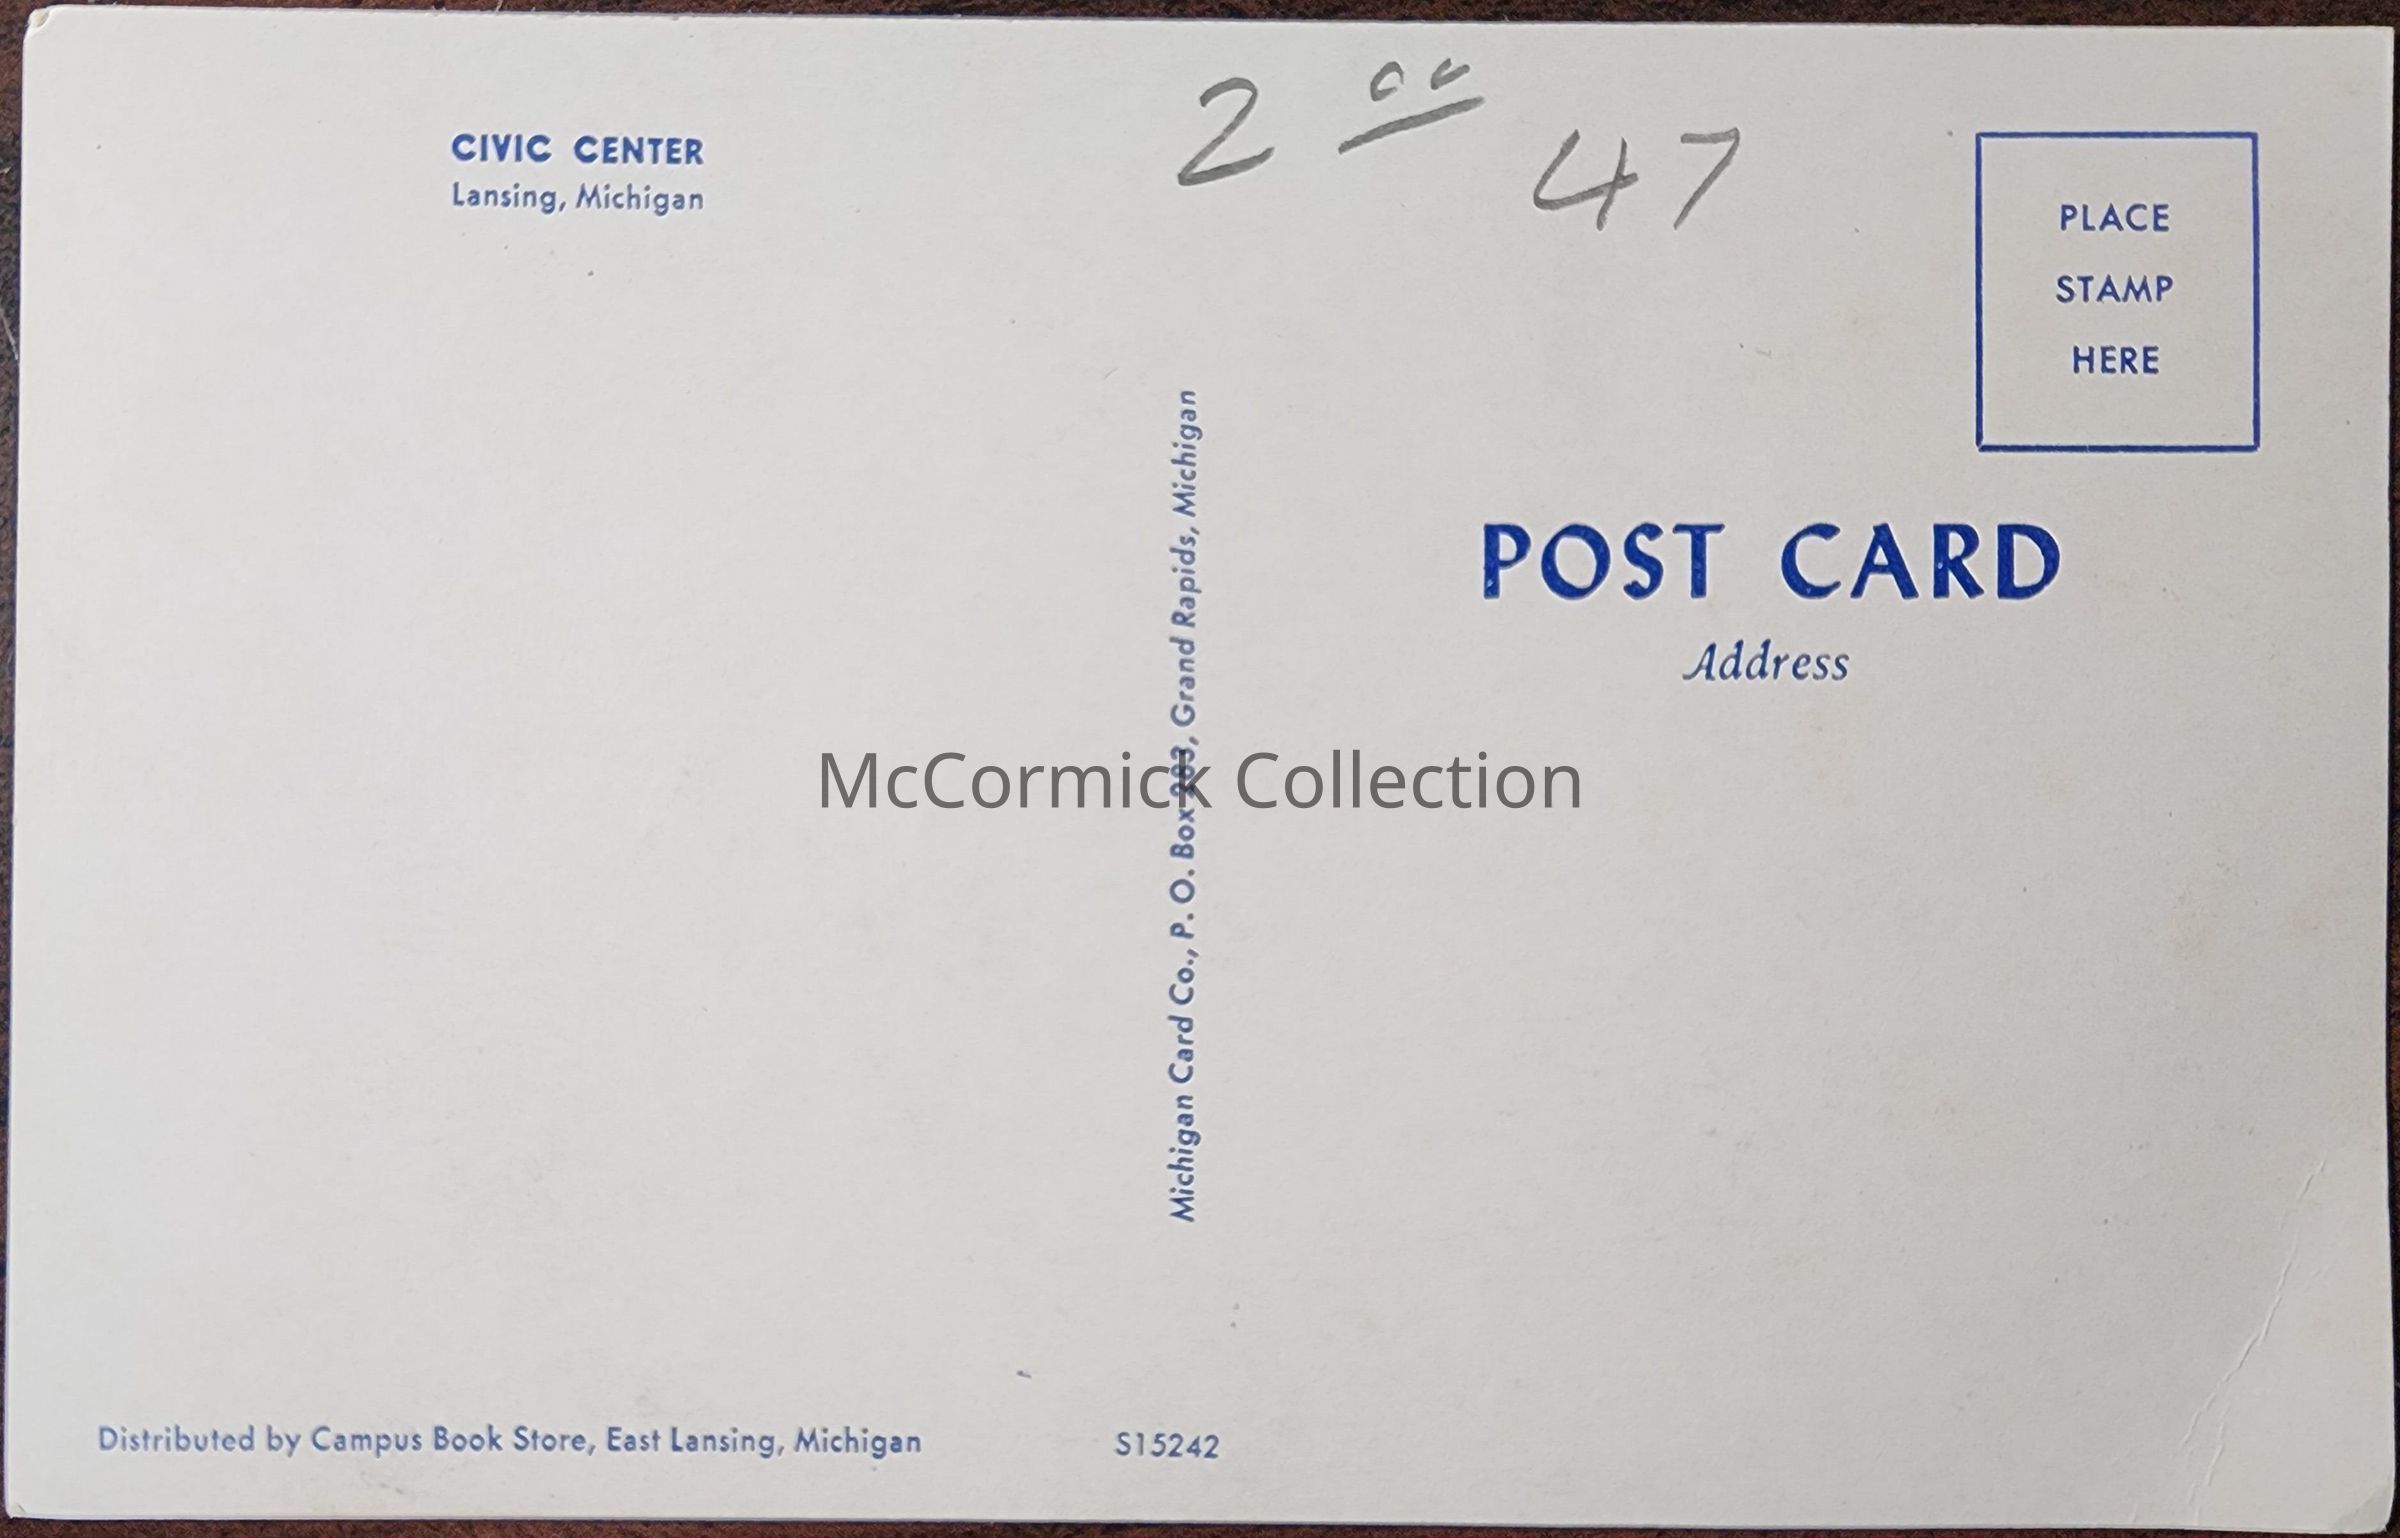 CIVIC CENTER
Lansing, Michigan
2 00
47
PLACE
STAMP
HERE
POST CARD
Address
Michigan Card Co., P. O. Box 283, Grand Rapids, Michigan
McCormick Collection
Distributed by Campus Book Store, East Lansing, Michigan
S15242